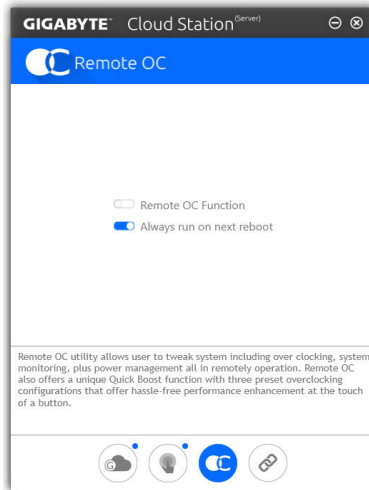 GIGABYTE™ Cloud Station (Server)
Remote OC
Remote OC Function
Always run on next reboot
Remote OC utility allows user to tweak system including over clocking, system
monitoring, plus power management all in remotely operation. Remote OC
also offers a unique Quick Boost function with three preset overclocking
configurations that offer hassle-free performance enhancement at the touch
of a button.
G